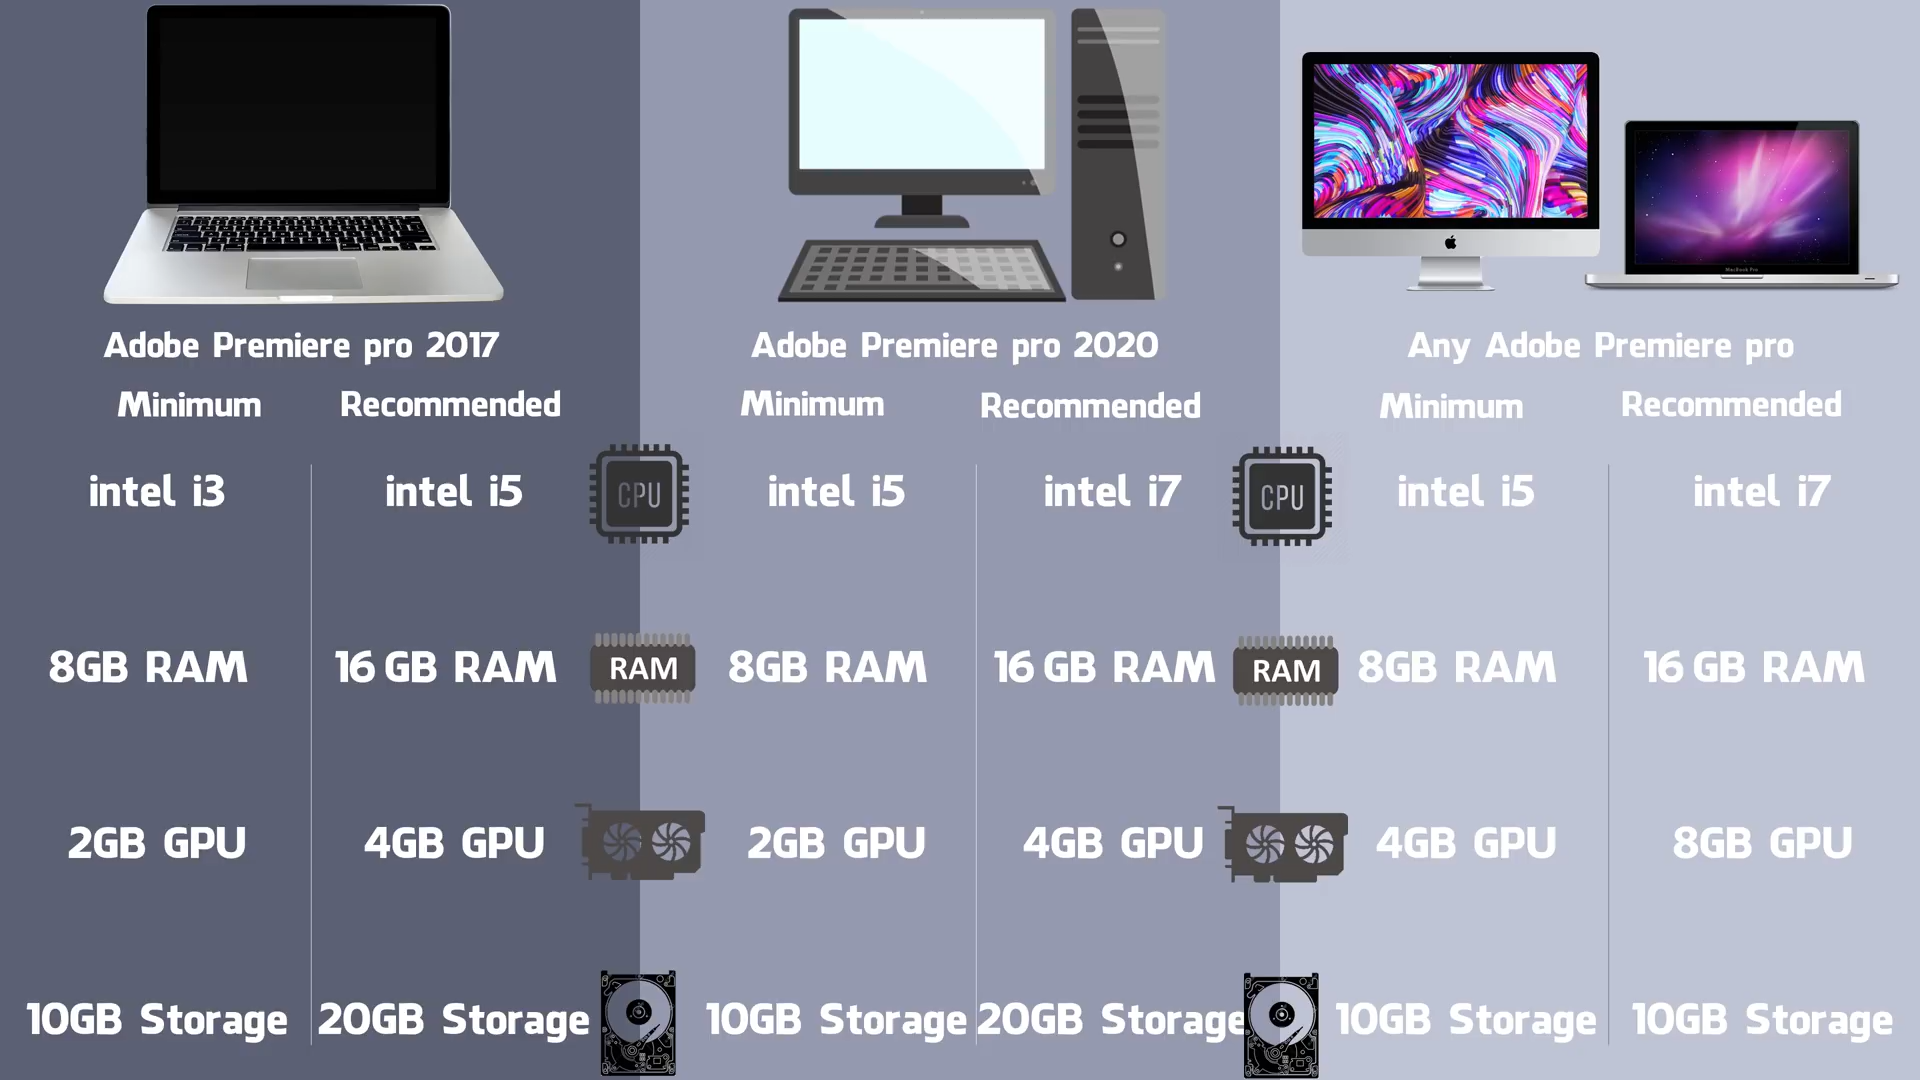 MacBook Pro
Adobe Premiere pro 2017
Adobe Premiere pro 2020
Any Adobe Premiere pro
Minimum
Recommended
Minimum
Recommended
Minimum
Recommended
intel i3
intel i5
CPU
intel i5
intel i7
CPU
intel i5
intel i7
8GB RAM
16 GB RAM
RAM
8GB RAM
16 GB RAM
RAM
8GB RAM
16 GB RAM
2GB GPU
4GB GPU
2GB GPU
4GB GPU
4GB GPU
8GB GPU
10GB Storage
20GB Storage
10GB Storage
20GB Storage
10GB Storage
10GB Storage